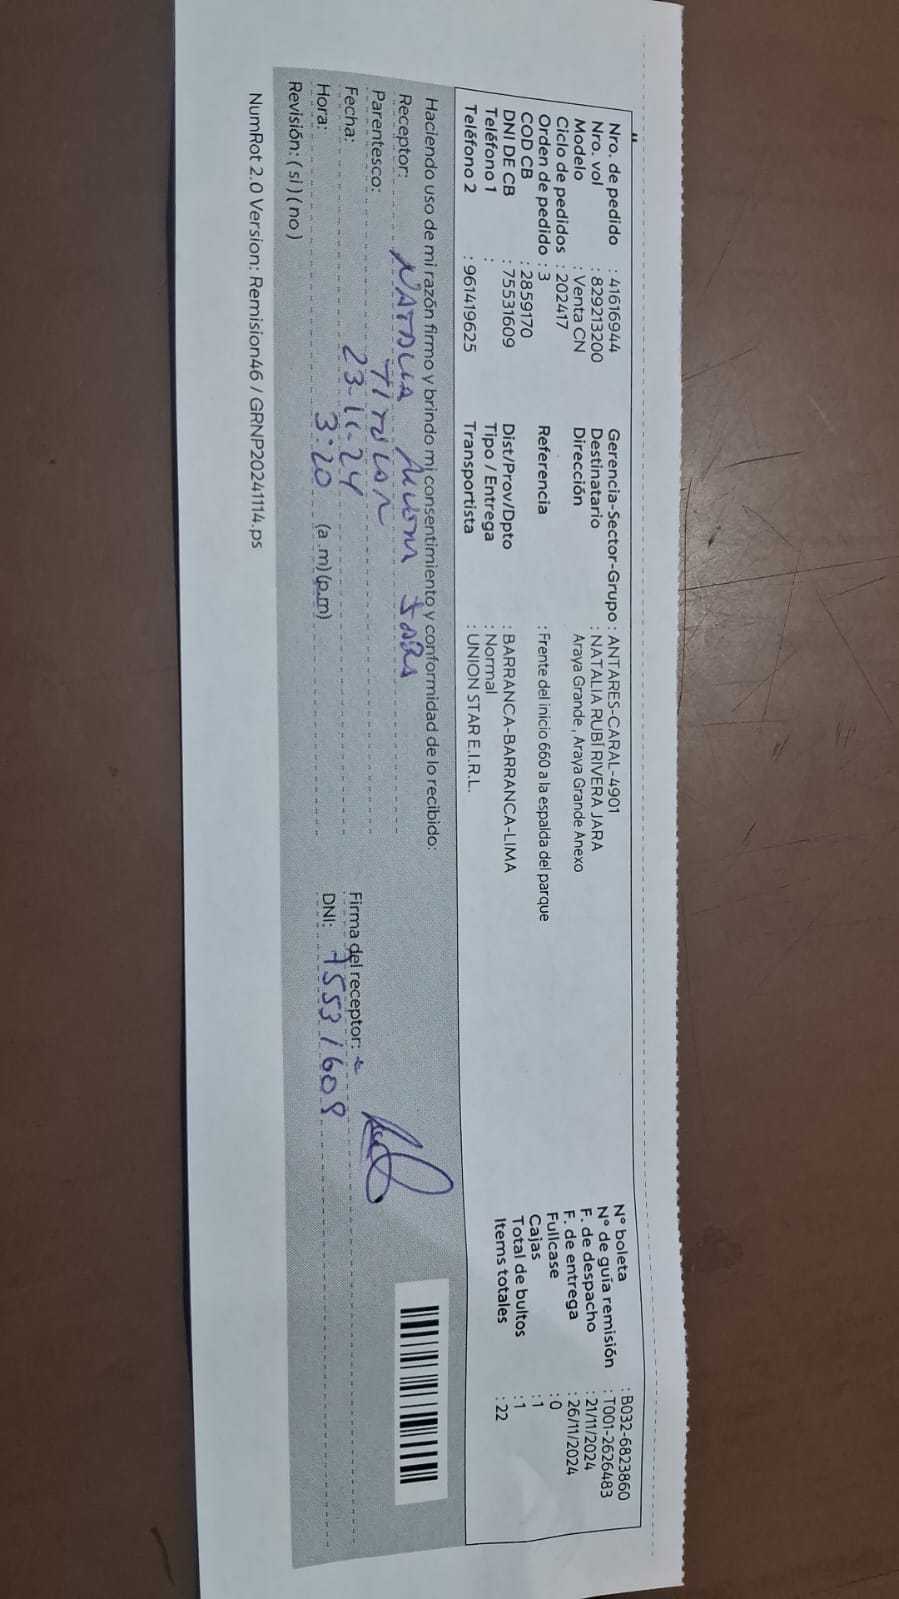 Nro. de pedido : 41616944
Nro. vol : 829213200
Modelo : Venta CN
Ciclo de pedidos : 202417
Orden de pedido : 3
COD CB : 2859170
DNI DE CB : 75531609
Teléfono 1 :
Teléfono 2 : 961419625
Gerencia-Sector-Grupo : ANTARES-CARAL-4901
Destinatario : NATALIA RUBÍ RIVERA JARA
Dirección Araya Grande , Araya Grande Anexo
Referencia : Frente del inicio 660 a la espalda del parque
Dist/Prov/Dpto : BARRANCA-BARRANCA-LIMA
Tipo / Entrega : Normal
Transportista : UNION STAR E.I.R.L.
N° boleta : B032-6823860
N° de guía remisión : T001-2626483
F. de despacho : 21/11/2024
F. de entrega : 26/11/2024
Fullcase : 0
Cajas : 1
Total de bultos : 1
Items totales : 22
Haciendo uso de mi razón firmo y brindo mi consentimiento y conformidad de lo recibido:
Receptor: NATALIA JARA
Parentesco: TITULAR
Fecha: 23-11-24
Hora: 3:20 (a .m) (p.m)
Revisión: ( si ) ( no )
Firma del receptor:
DNI: 75531609
NumRot 2.0 Version: Remision46 / GRNP20241114.ps